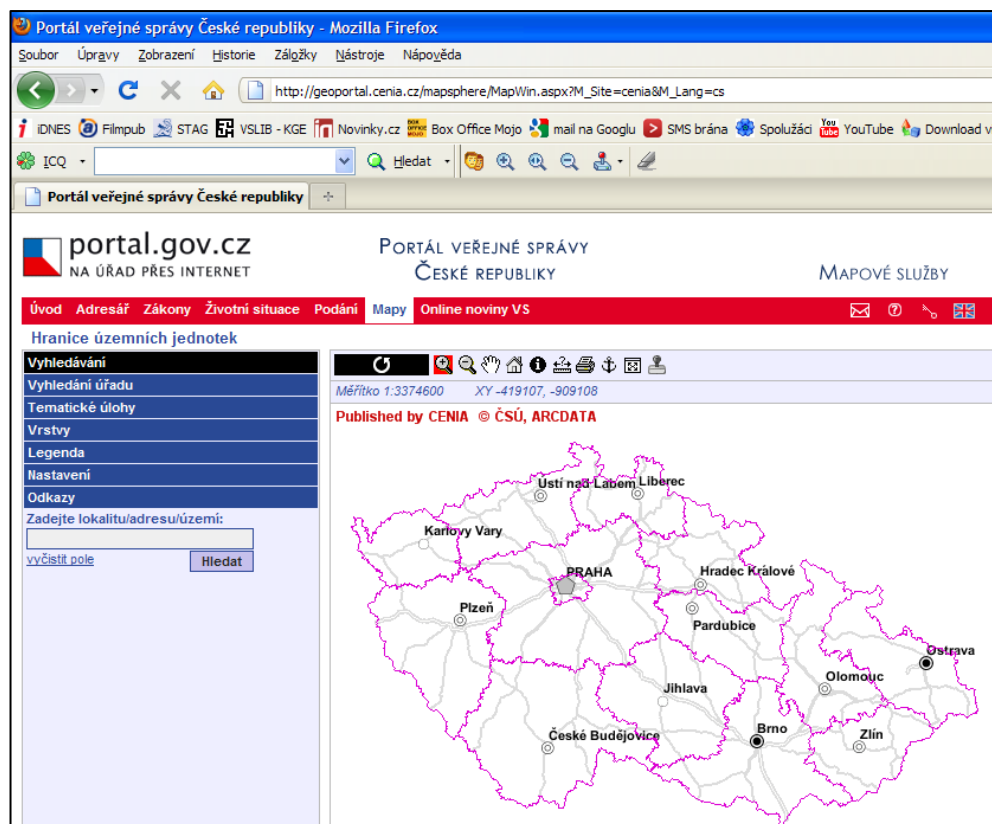 Portál veřejné správy České republiky - Mozilla Firefox
Soubor Úpravy Zobrazení Historie Záložky Nástroje Nápověda
http://geoportal.cenia.cz/mapsphere/MapWin.aspx?M_Site=cenia&M_Lang=cs
iDNES Filmpub STAG VSLIB - KGE Novinky.cz BOX OFFICE MOJO Box Office Mojo mail na Googlu SMS brána Spolužáci You Tube YouTube Download v
ICQ Hledat
Portál veřejné správy České republiky
portal.gov.cz
NA ÚŘAD PŘES INTERNET
PORTÁL VEŘEJNÉ SPRÁVY
ČESKÉ REPUBLIKY
MAPOVÉ SLUŽBY
Úvod Adresář Zákony Životní situace Podání Mapy Online noviny VS
Hranice územních jednotek
Vyhledávání
Vyhledání úřadu
Tematické úlohy
Vrstvy
Legenda
Nastavení
Odkazy
Zadejte lokalitu/adresu/území:
vyčistit pole Hledat
Měřítko 1:3374600 XY -419107, -909108
Published by CENIA © ČSÚ, ARCDATA
Ústí nad Labem Liberec
Karlovy Vary
PRAHA
Hradec Králové
Plzeň
Pardubice
Ostrava
Olomouc
Jihlava
Brno
Zlín
České Budějovice